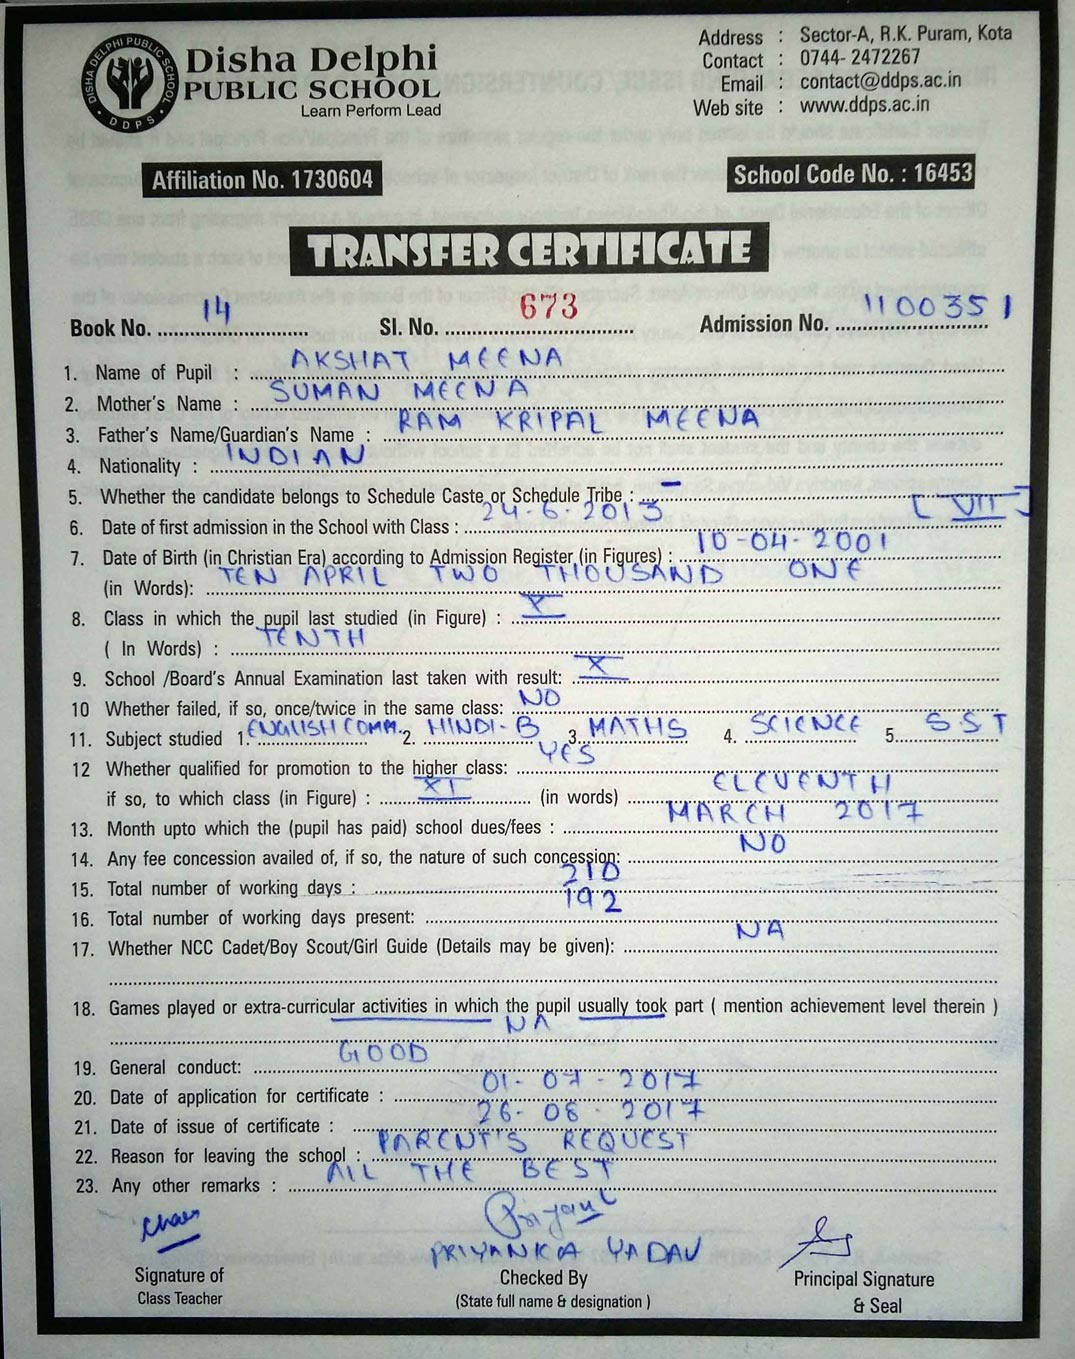 DISHA DELPHI PUBLIC SCHOOL
DDPS
Disha Delphi
PUBLIC SCHOOL
Learn Perform Lead
Address : Sector-A, R.K. Puram, Kota
Contact : 0744- 2472267
Email : contact@ddps.ac.in
Web site : www.ddps.ac.in
Affiliation No. 1730604
School Code No. : 16453
TRANSFER CERTIFICATE
Book No. 14 Sl. No. 673 Admission No. 1100351
1. Name of Pupil : AKSHAT MEENA
2. Mother's Name : SUMAN MEENA
3. Father's Name/Guardian's Name : RAM KRIPAL MEENA
4. Nationality : INDIAN
5. Whether the candidate belongs to Schedule Caste or Schedule Tribe : –
6. Date of first admission in the School with Class : 24-6-2013 [VII]
7. Date of Birth (in Christian Era) according to Admission Register (in Figures) : 10-04-2001
(in Words): TEN APRIL TWO THOUSAND ONE
8. Class in which the pupil last studied (in Figure) : X
( In Words) : TENTH
9. School /Board's Annual Examination last taken with result: X
10 Whether failed, if so, once/twice in the same class: NO
11. Subject studied 1. ENGLISH COMM. 2. HINDI-B 3. MATHS 4. SCIENCE 5. SST
12 Whether qualified for promotion to the higher class: YES
if so, to which class (in Figure) : XI (in words) ELEVENTH
13. Month upto which the (pupil has paid) school dues/fees : MARCH 2017
14. Any fee concession availed of, if so, the nature of such concession: NO
15. Total number of working days : 210
16. Total number of working days present: 192
17. Whether NCC Cadet/Boy Scout/Girl Guide (Details may be given): NA
18. Games played or extra-curricular activities in which the pupil usually took part ( mention achievement level therein )
NA
19. General conduct: GOOD
20. Date of application for certificate : 01-07-2017
21. Date of issue of certificate : 26-08-2017
22. Reason for leaving the school : PARENT'S REQUEST
23. Any other remarks : ALL THE BEST
PRIYANKA YADAV
Signature of
Class Teacher
Checked By
(State full name & designation )
Principal Signature
& Seal